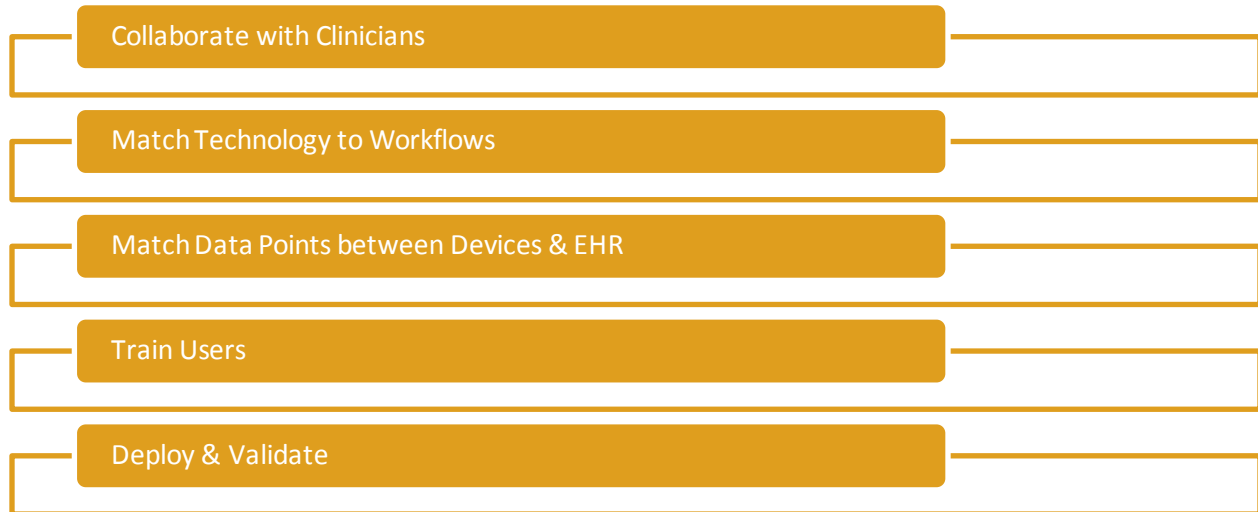 Collaborate with Clinicians
Match Technology to Workflows
Match Data Points between Devices & EHR
Train Users
Deploy & Validate